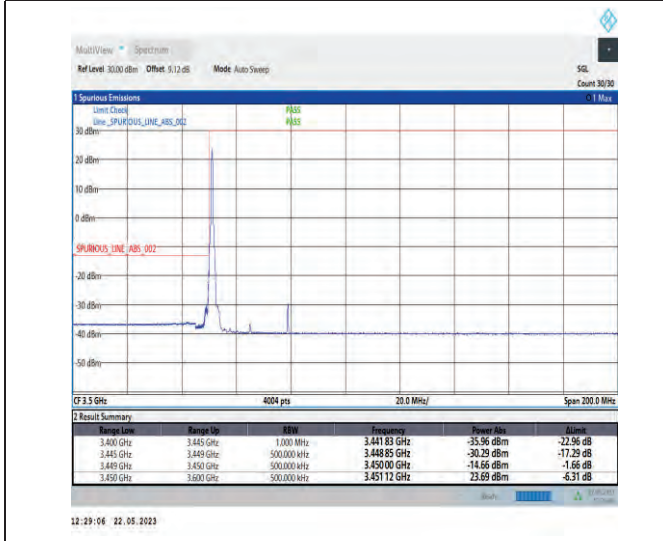 MultiView Spectrum
Ref Level 30.00 dBm Offset 9.12 dB Mode Auto Sweep SGL
Count 30/30
1 Spurious Emissions 1 Max
Limit Check PASS
Line _SPURIOUS_LINE_ABS_002 PASS
30 dBm
20 dBm
10 dBm
0 dBm
_SPURIOUS_LINE_ABS_002
-20 dBm
-30 dBm
-40 dBm
-50 dBm
CF 3.5 GHz 4004 pts 20.0 MHz/ Span 200.0 MHz
2 Result Summary
Range Low Range Up RBW Frequency Power Abs ΔLimit
3.400 GHz 3.445 GHz 1.000 MHz 3.441 83 GHz -35.96 dBm -22.96 dB
3.445 GHz 3.449 GHz 500.000 kHz 3.448 85 GHz -30.29 dBm -17.29 dB
3.449 GHz 3.450 GHz 500.000 kHz 3.450 00 GHz -14.66 dBm -1.66 dB
3.450 GHz 3.600 GHz 500.000 kHz 3.451 12 GHz 23.69 dBm -6.31 dB
Ready
12:29:06 22.05.2023